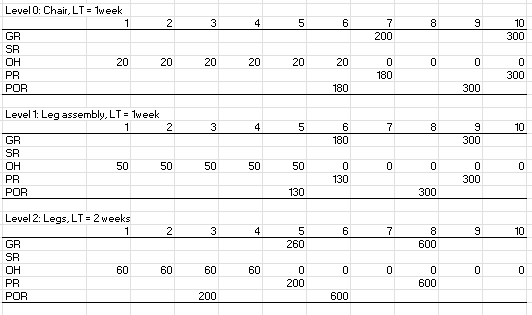 Level 0: Chair, LT = 1week
1 2 3 4 5 6 7 8 9 10
GR 200 300
SR
OH 20 20 20 20 20 20 0 0 0 0
PR 180 300
POR 180 300
Level 1: Leg assembly, LT = 1week
1 2 3 4 5 6 7 8 9 10
GR 180 300
SR
OH 50 50 50 50 50 0 0 0 0 0
PR 130 300
POR 130 300
Level 2: Legs, LT = 2 weeks
1 2 3 4 5 6 7 8 9 10
GR 260 600
SR
OH 60 60 60 60 0 0 0 0 0 0
PR 200 600
POR 200 600